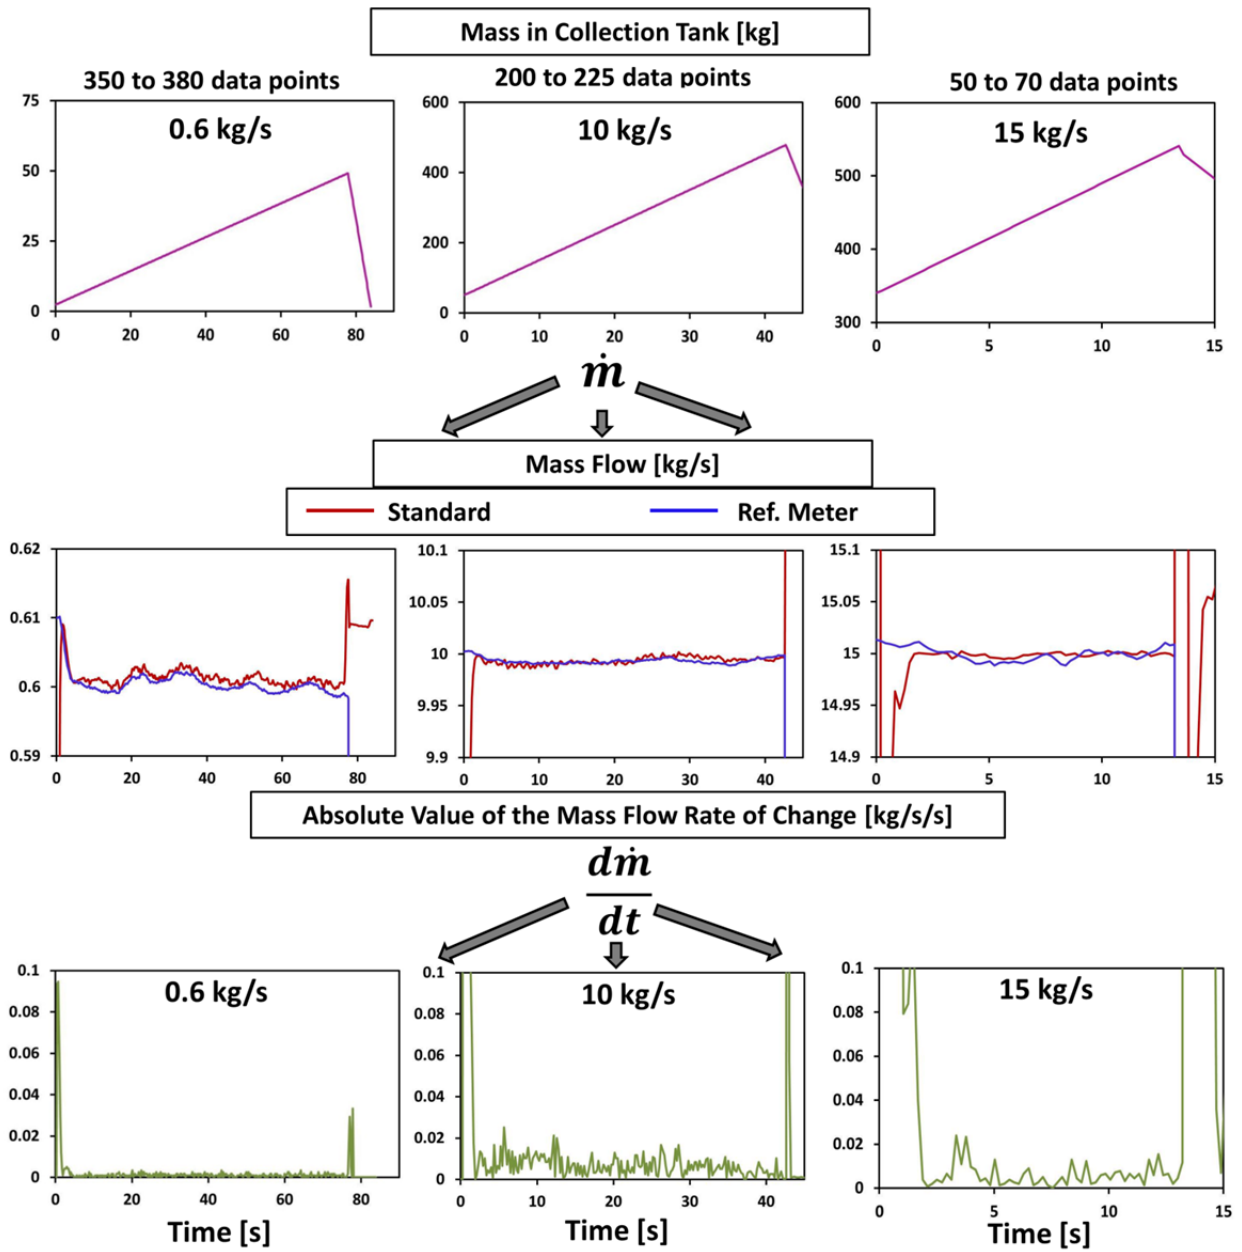 Mass in Collection Tank [kg]
350 to 380 data points
200 to 225 data points
50 to 70 data points
75
50
25
0
0.6 kg/s
0 20 40 60 80
600
400
200
0
10 kg/s
0 10 20 30 40
600
500
400
300
15 kg/s
0 5 10 15
ṁ
Mass Flow [kg/s]
Standard
Ref. Meter
0.62
0.61
0.6
0.59
0 20 40 60 80
10.1
10.05
10
9.95
9.9
0 10 20 30 40
15.1
15.05
15
14.95
14.9
0 5 10 15
Absolute Value of the Mass Flow Rate of Change [kg/s/s]
dṁ
dt
0.1
0.08
0.06
0.04
0.02
0
0.6 kg/s
0 20 40 60 80
Time [s]
0.1
0.08
0.06
0.04
0.02
0
10 kg/s
0 10 20 30 40
Time [s]
0.1
0.08
0.06
0.04
0.02
0
15 kg/s
0 5 10 15
Time [s]